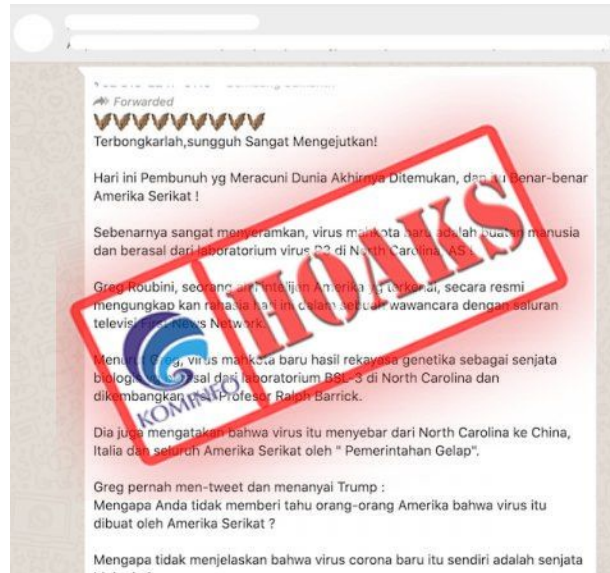 Forwarded
Terbongkarlah,sungguh Sangat Mengejutkan!
Hari ini Pembunuh yg Meracuni Dunia Akhirnya Ditemukan, dan itu Benar-benar
Amerika Serikat !
Sebenarnya sangat menyeramkan, virus mahkota baru adalah buatan manusia
dan berasal dari laboratorium virus P2 di North Carolina, AS !
Greg Roubini, seorang intelijen Amerika yg terkenal, secara resmi
mengungkap kan rahasia hari ini dalam sebuah wawancara dengan saluran
televisi First News Network.
Menurut Greg, virus mahkota baru hasil rekayasa genetika sebagai senjata
biologis berasal dari laboratorium BSL-3 di North Carolina dan
dikembangkan oleh Profesor Ralph Barrick.
Dia juga mengatakan bahwa virus itu menyebar dari North Carolina ke China,
Italia dan seluruh Amerika Serikat oleh " Pemerintahan Gelap".
Greg pernah men-tweet dan menanyai Trump :
Mengapa Anda tidak memberi tahu orang-orang Amerika bahwa virus itu
dibuat oleh Amerika Serikat ?
Mengapa tidak menjelaskan bahwa virus corona baru itu sendiri adalah senjata
HOAKS
KOMINFO